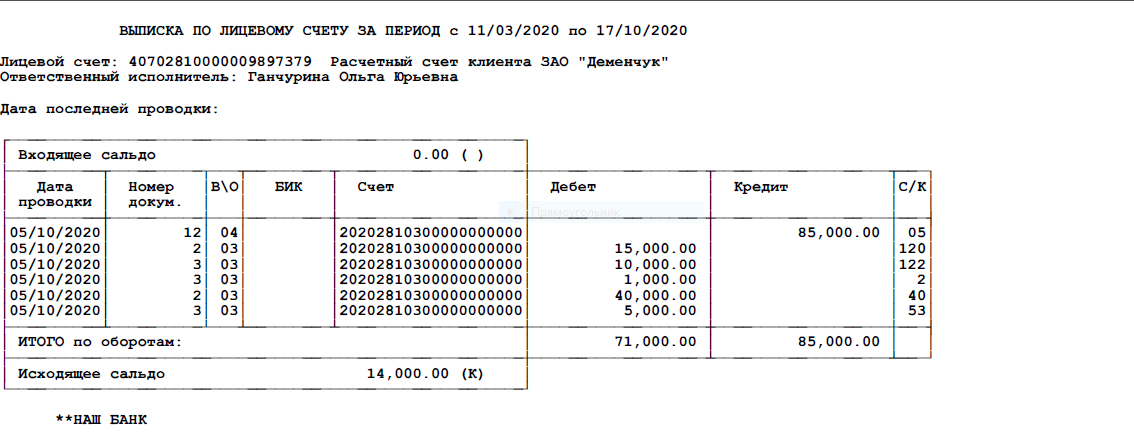 ВЫПИСКА ПО ЛИЦЕВОМУ СЧЕТУ ЗА ПЕРИОД с 11/03/2020 по 17/10/2020
Лицевой счет: 40702810000009897379 Расчетный счет клиента ЗАО "Деменчук"
Ответственный исполнитель: Ганчурина Ольга Юрьевна
Дата последней проводки:
Входящее сальдо 0.00 ( )
Дата Номер В\О БИК Счет Дебет Кредит С/К
проводки докум.
Прямоугольник
05/10/2020 12 04 20202810300000000000 85,000.00 05
05/10/2020 2 03 20202810300000000000 15,000.00 120
05/10/2020 3 03 20202810300000000000 10,000.00 122
05/10/2020 3 03 20202810300000000000 1,000.00 2
05/10/2020 2 03 20202810300000000000 40,000.00 40
05/10/2020 3 03 20202810300000000000 5,000.00 53
ИТОГО по оборотам: 71,000.00 85,000.00
Исходящее сальдо 14,000.00 (К)
**НАШ БАНК